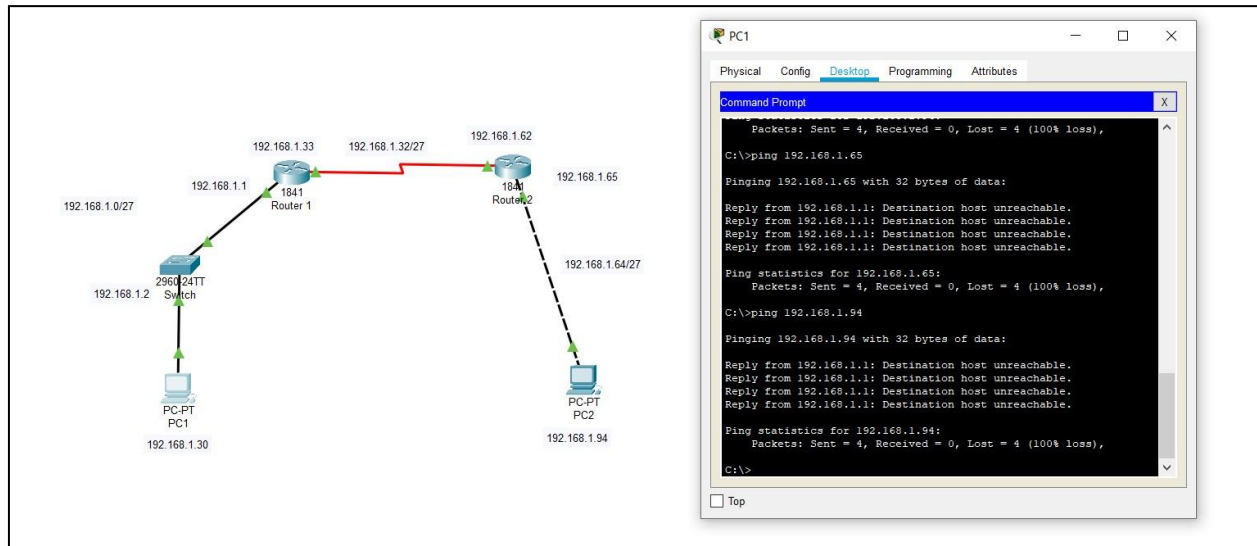 192.168.1.62
192.168.1.33
192.168.1.32/27
192.168.1.65
192.168.1.1
1841
Router 1
1841
Router 2
192.168.1.0/27
192.168.1.64/27
2960-24TT
Switch
192.168.1.2
PC-PT
PC1
PC-PT
PC2
192.168.1.30
192.168.1.94
PC1
Physical Config Desktop Programming Attributes
Command Prompt
X
Packets: Sent = 4, Received = 0, Lost = 4 (100% loss),
C:\>ping 192.168.1.65
Pinging 192.168.1.65 with 32 bytes of data:
Reply from 192.168.1.1: Destination host unreachable.
Reply from 192.168.1.1: Destination host unreachable.
Reply from 192.168.1.1: Destination host unreachable.
Reply from 192.168.1.1: Destination host unreachable.
Ping statistics for 192.168.1.65:
Packets: Sent = 4, Received = 0, Lost = 4 (100% loss),
C:\>ping 192.168.1.94
Pinging 192.168.1.94 with 32 bytes of data:
Reply from 192.168.1.1: Destination host unreachable.
Reply from 192.168.1.1: Destination host unreachable.
Reply from 192.168.1.1: Destination host unreachable.
Reply from 192.168.1.1: Destination host unreachable.
Ping statistics for 192.168.1.94:
Packets: Sent = 4, Received = 0, Lost = 4 (100% loss),
C:\>
Top